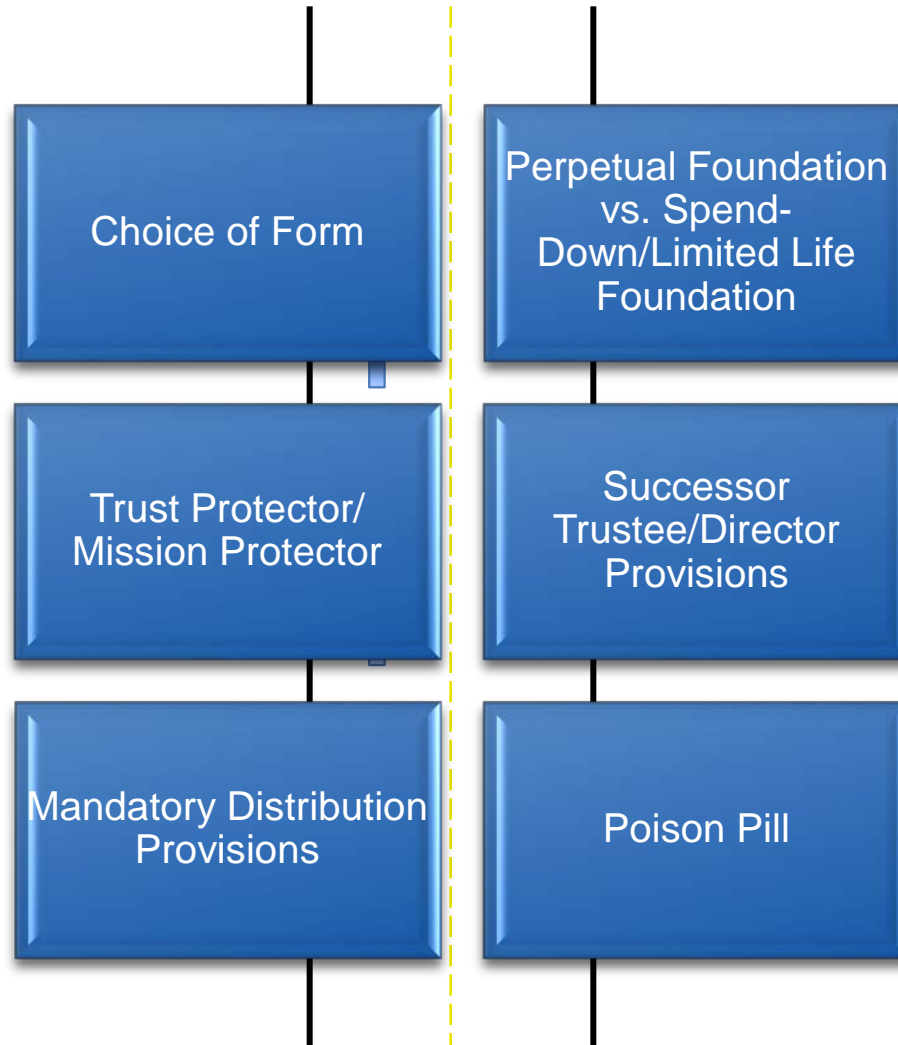 Choice of Form
Perpetual Foundation
vs. Spend-
Down/Limited Life
Foundation
Trust Protector/
Mission Protector
Successor
Trustee/Director
Provisions
Mandatory Distribution
Provisions
Poison Pill